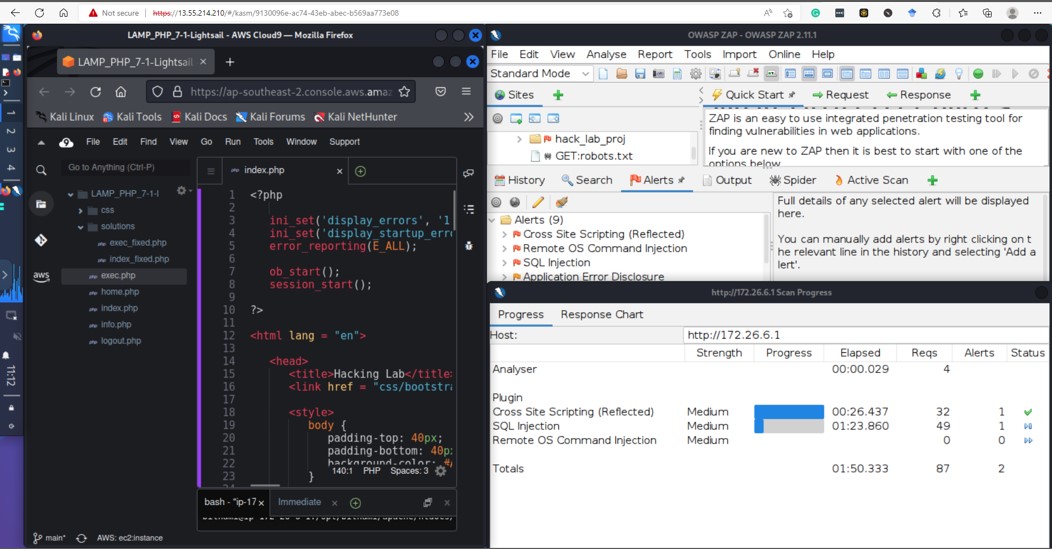 Not secure https://13.55.214.210/#/kasm/9130096e-ac74-43eb-abec-b569aa773e08
LAMP_PHP_7-1-Lightsail - AWS Cloud9 — Mozilla Firefox
LAMP_PHP_7-1-Lightsail
https://ap-southeast-2.console.aws.amaz
Kali Linux Kali Tools Kali Docs Kali Forums Kali NetHunter
File Edit Find View Go Run Tools Window Support
Go to Anything (Ctrl-P)
LAMP_PHP_7-1-l
css
solutions
exec_fixed.php
index_fixed.php
exec.php
home.php
index.php
info.php
logout.php
1
2
3
4
11:12
aws
index.php
1 <?php
2
3 ini_set('display_errors', '1
4 ini_set('display_startup_erro
5 error_reporting(E_ALL);
6
7 ob_start();
8 session_start();
9
10 ?>
11
12 <html lang = "en">
13
14 <head>
15 <title>Hacking Lab</title>
16 <link href = "css/bootstra
17
18 <style>
19 body {
20 padding-top: 40px;
21 padding-bottom: 40p
22 background-color: #
23 }
140:1 PHP Spaces: 3
bash - "ip-17 Immediate
main* AWS: ec2:instance
OWASP ZAP - OWASP ZAP 2.11.1
File Edit View Analyse Report Tools Import Online Help
Standard Mode
Sites
hack_lab_proj
GET:robots.txt
Quick Start Request Response
ZAP is an easy to use integrated penetration testing tool for
finding vulnerabilities in web applications.
If you are new to ZAP then it is best to start with one of the
options below.
History Search Alerts Output Spider Active Scan
Alerts (9)
Cross Site Scripting (Reflected)
Remote OS Command Injection
SQL Injection
Application Error Disclosure
Full details of any selected alert will be displayed
here.
You can manually add alerts by right clicking on t
he relevant line in the history and selecting 'Add a
lert'.
http://172.26.6.1 Scan Progress
Progress Response Chart
Host: http://172.26.6.1
Strength Progress Elapsed Reqs Alerts Status
Analyser 00:00.029 4
Plugin
Cross Site Scripting (Reflected) Medium 00:26.437 32 1
SQL Injection Medium 01:23.860 49 1
Remote OS Command Injection Medium 0 0
Totals 01:50.333 87 2